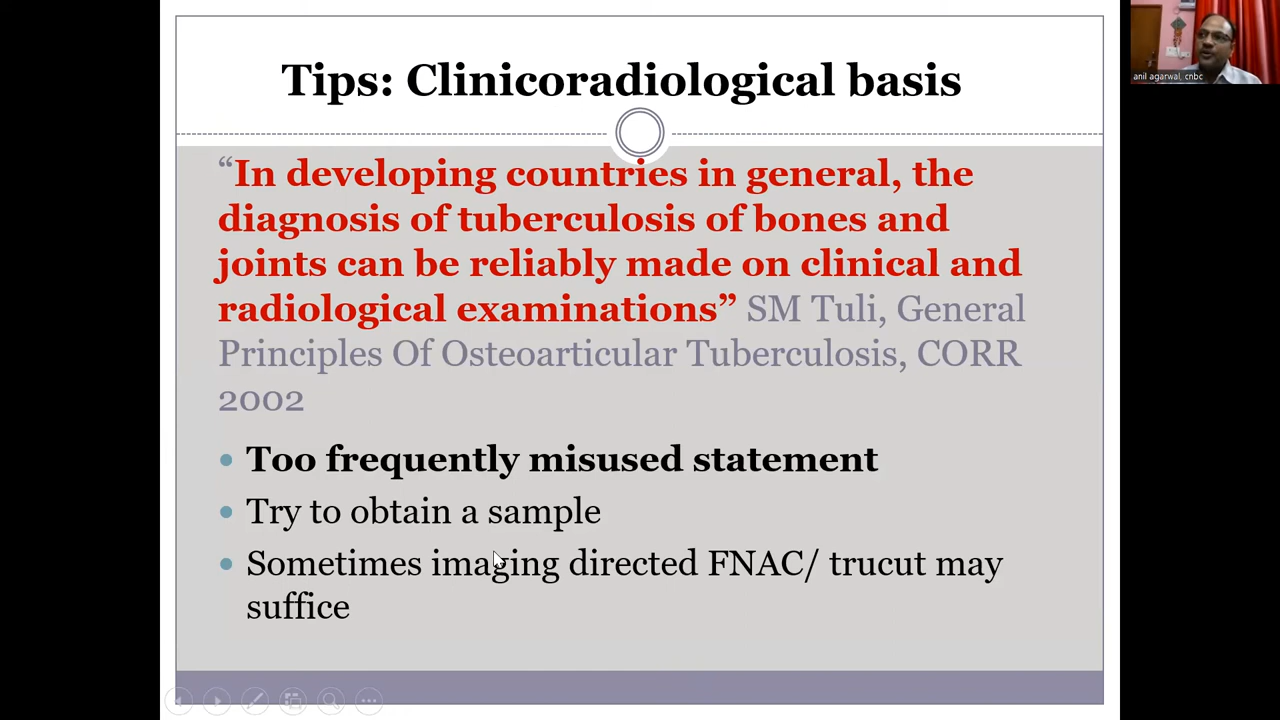 Tips: Clinicoradiological basis
anil agarwal, cnbc
“In developing countries in general, the
diagnosis of tuberculosis of bones and
joints can be reliably made on clinical and
radiological examinations” SM Tuli, General
Principles Of Osteoarticular Tuberculosis, CORR
2002
• Too frequently misused statement
• Try to obtain a sample
• Sometimes imaging directed FNAC/ trucut may
suffice